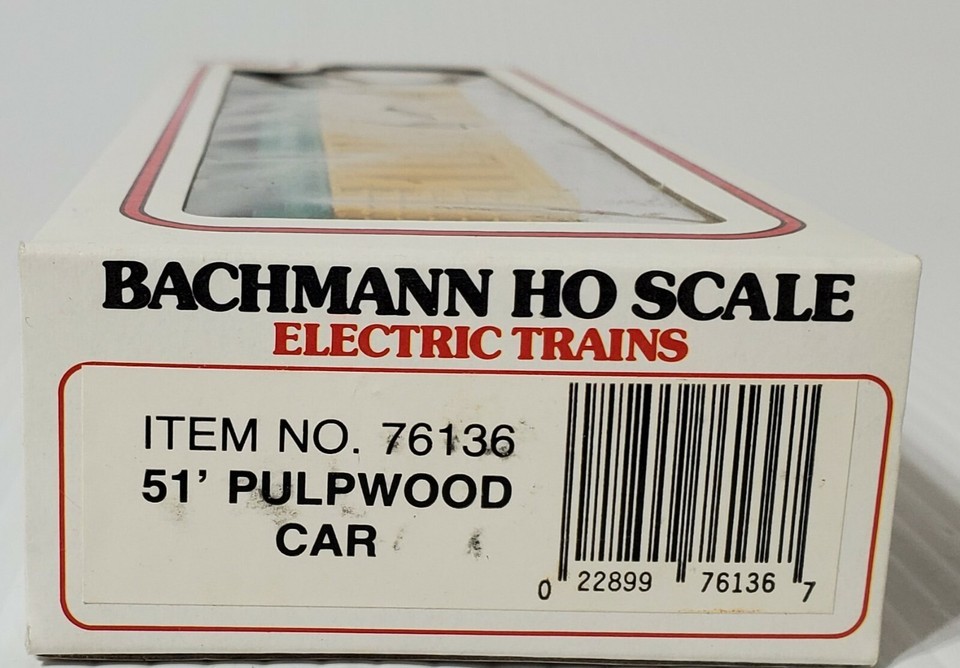 BACHMANN HO SCALE
ELECTRIC TRAINS
ITEM NO. 76136
51' PULPWOOD
CAR
0 22899 76136 7